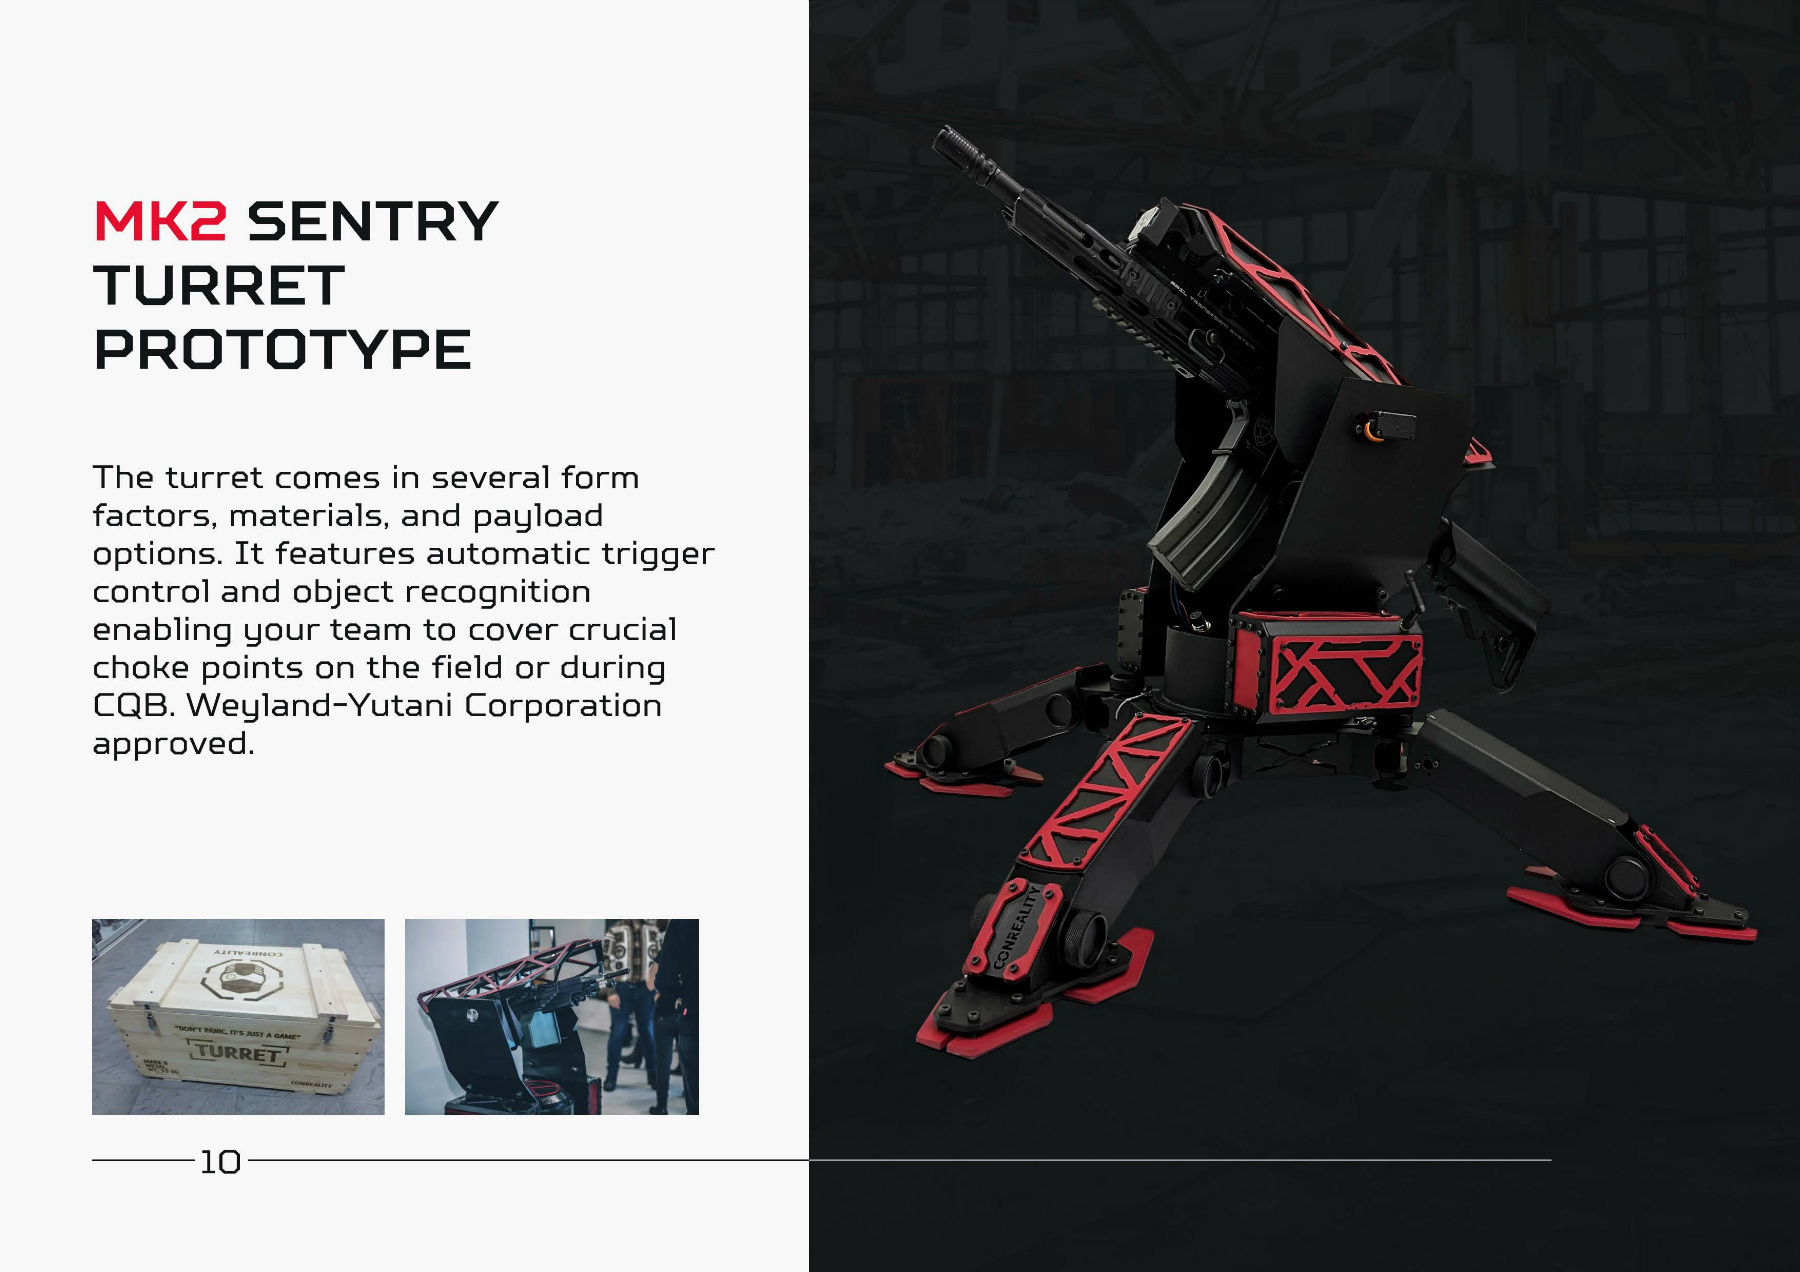 MK2 SENTRY
TURRET
PROTOTYPE
The turret comes in several form
factors, materials, and payload
options. It features automatic trigger
control and object recognition
enabling your team to cover crucial
choke points on the field or during
CQB. Weyland-Yutani Corporation
approved.
CONREALITY
"DON'T PANIC, IT'S JUST A GAME"
TURRET
CONREALITY
10
CONREALITY